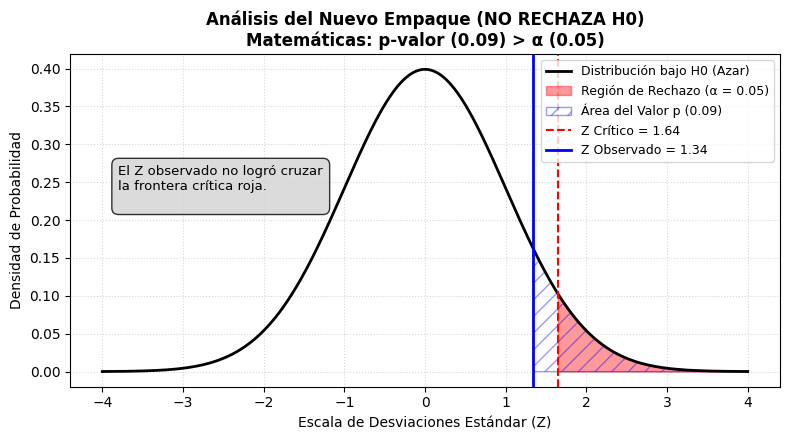 Análisis del Nuevo Empaque (NO RECHAZA H0)
Matemáticas: p-valor (0.09) > α (0.05)
Densidad de Probabilidad
0.40
0.35
0.30
0.25
0.20
0.15
0.10
0.05
0.00
El Z observado no logró cruzar
la frontera crítica roja.
Distribución bajo H0 (Azar)
Región de Rechazo (α = 0.05)
Área del Valor p (0.09)
Z Crítico = 1.64
Z Observado = 1.34
−4 −3 −2 −1 0 1 2 3 4
Escala de Desviaciones Estándar (Z)